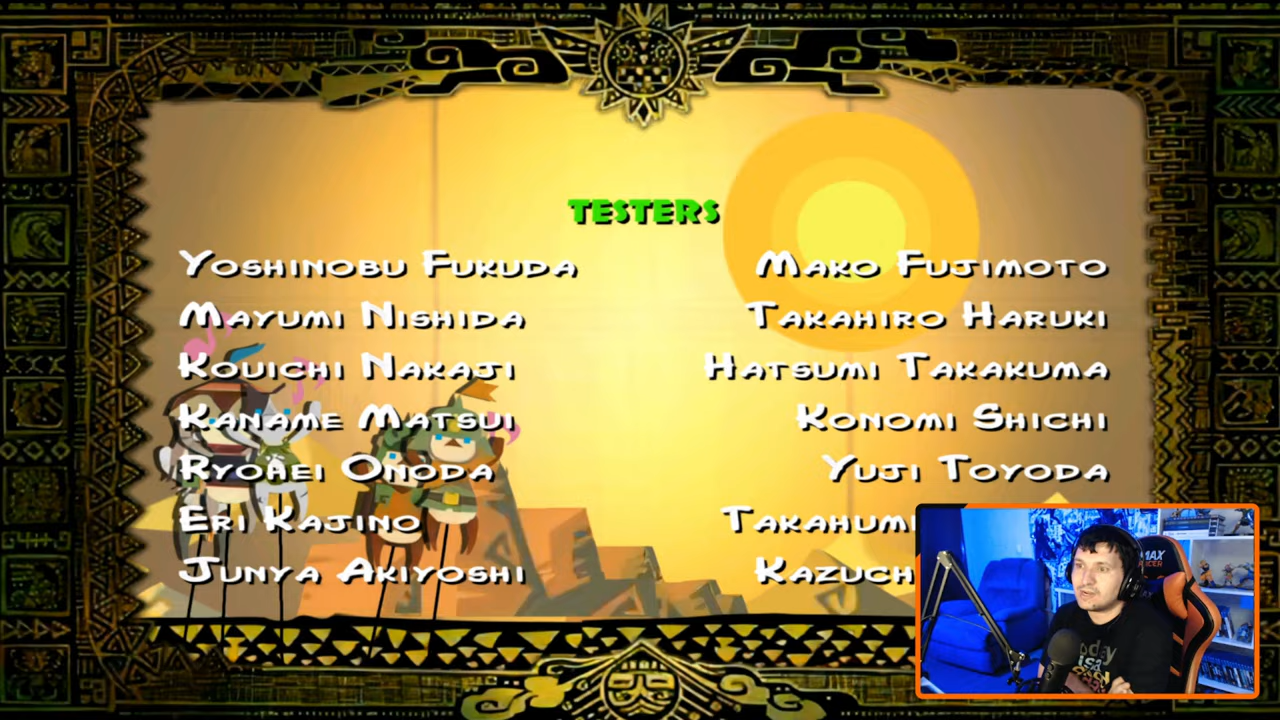 TESTERS
YOSHINOBU FUKUDA MAKO FUJIMOTO
MAYUMI NISHIDA TAKAHIRO HARUKI
KOUICHI NAKAJI HATSUMI TAKAKUMA
KANAME MATSUI KONOMI SHICHI
RYOHEI ONODA YUJI TOYODA
ERI KAJINO
JUNYA AKIYOSHI
MAX